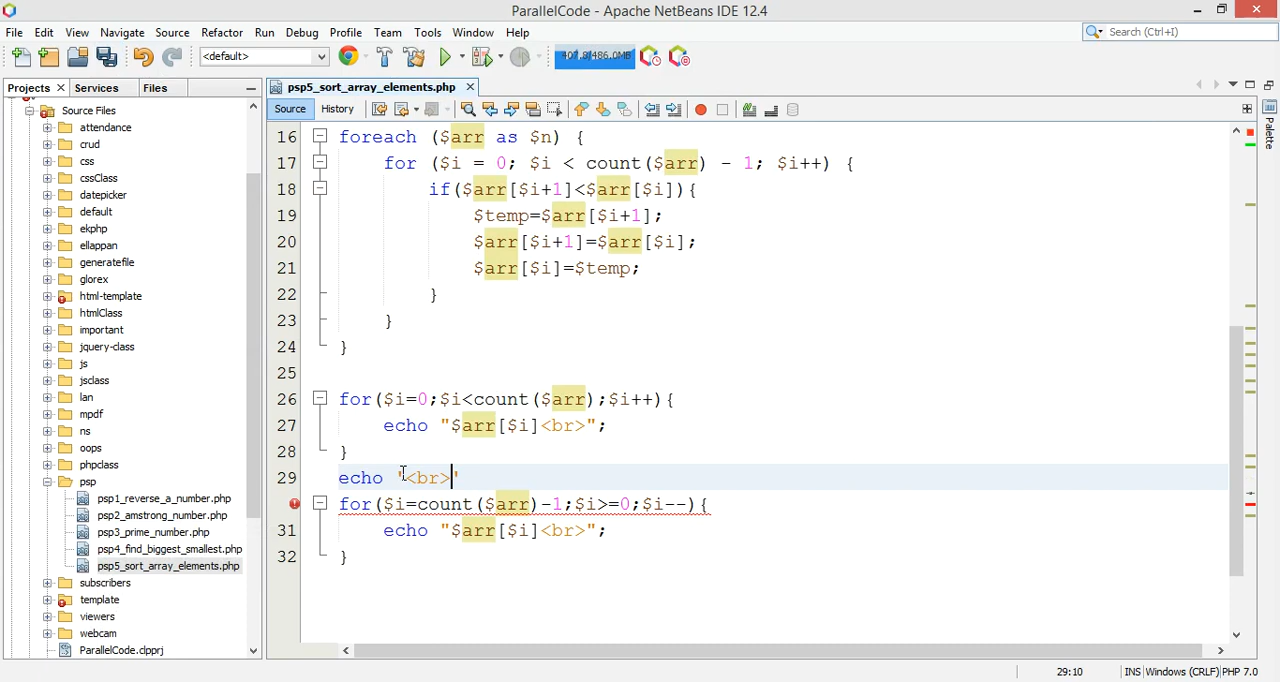 ParallelCode - Apache NetBeans IDE 12.4
File Edit View Navigate Source Refactor Run Debug Profile Team Tools Window Help
Search (Ctrl+I)
<default> 407.8/486.0MB
Projects Services Files
psp5_sort_array_elements.php
Source History
Palette
Source Files
attendance
crud
css
cssClass
datepicker
default
ekphp
ellappan
generatefile
glorex
html-template
htmlClass
important
jquery-class
js
jsclass
lan
mpdf
ns
oops
phpclass
psp
psp1_reverse_a_number.php
psp2_amstrong_number.php
psp3_prime_number.php
psp4_find_biggest_smallest.php
psp5_sort_array_elements.php
subscribers
template
viewers
webcam
ParallelCode.clpprj
16 foreach ($arr as $n) {
17 for ($i = 0; $i < count($arr) - 1; $i++) {
18 if($arr[$i+1]<$arr[$i]){
19 $temp=$arr[$i+1];
20 $arr[$i+1]=$arr[$i];
21 $arr[$i]=$temp;
22 }
23 }
24 }
25
26 for($i=0;$i<count($arr);$i++){
27 echo "$arr[$i]<br>";
28 }
29 echo '<br>'
for($i=count($arr)-1;$i>=0;$i--){
31 echo "$arr[$i]<br>";
32 }
29:10 INS Windows (CRLF) PHP 7.0